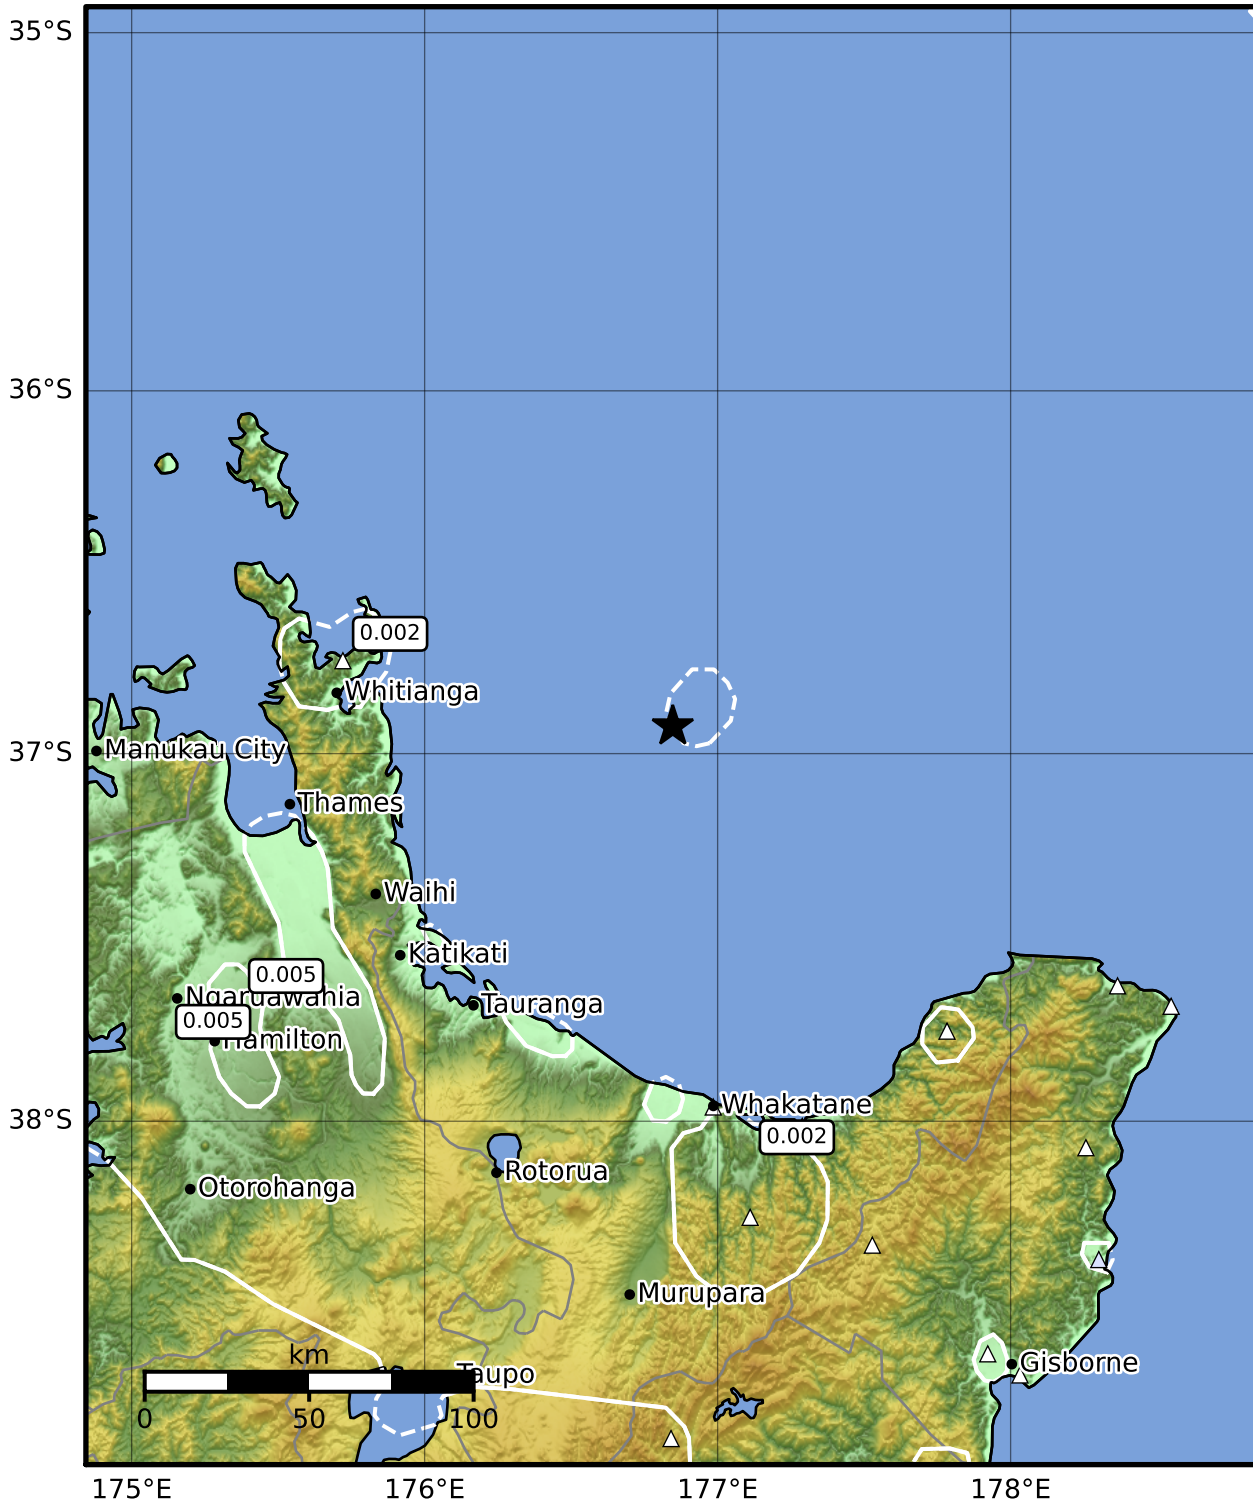 35°S
36°S
0.002
Whitianga
37°S
Manukau City
Thames
Waihi
Katikati
0.005
Ngaruawahia
Tauranga
0.005
Hamilton
Whakatane
38°S
0.002
Rotorua
Otorohanga
Murupara
km
Gisborne
Taupo
0 50 100
175°E 176°E 177°E 178°E